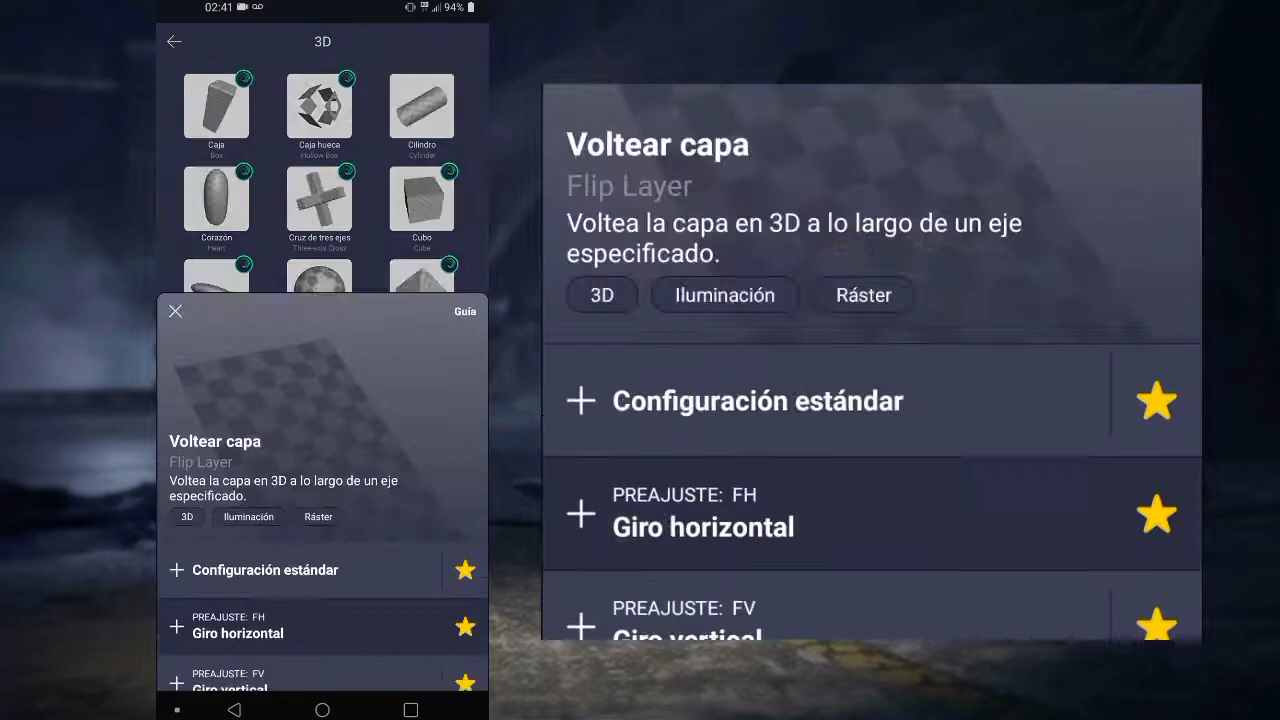 02:41
94%
3D
Caja
Box
Caja hueca
Hollow Box
Cilindro
Cylinder
Corazón
Heart
Cruz de tres ejes
Three-axis Cross
Cubo
Cube
Guía
Voltear capa
Flip Layer
Voltea la capa en 3D a lo largo de un eje
especificado.
3D
Iluminación
Ráster
Configuración estándar
PREAJUSTE: FH
Giro horizontal
PREAJUSTE: FV
Giro vertical
Voltear capa
Flip Layer
Voltea la capa en 3D a lo largo de un eje
especificado.
3D
Iluminación
Ráster
Configuración estándar
PREAJUSTE: FH
Giro horizontal
PREAJUSTE: FV
Giro vertical